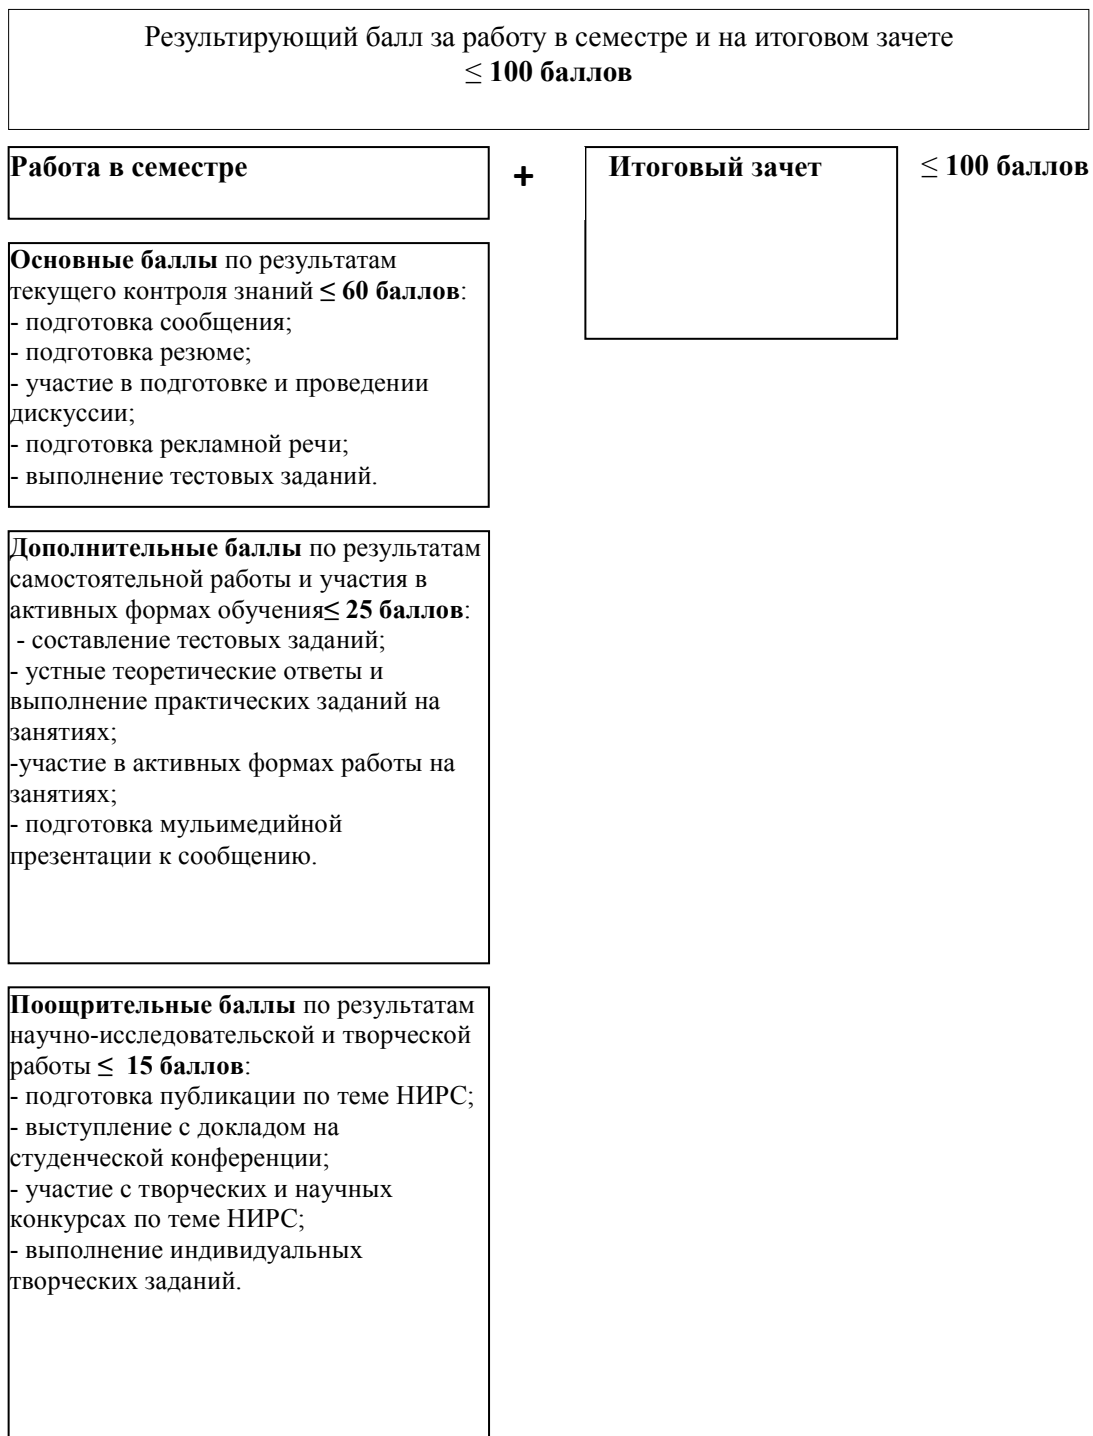 Результирующий балл за работу в семестре и на итоговом зачете
≤ 100 баллов
Работа в семестре
+
Итоговый зачет
≤ 100 баллов
Основные баллы по результатам
текущего контроля знаний ≤ 60 баллов:
- подготовка сообщения;
- подготовка резюме;
- участие в подготовке и проведении
дискуссии;
- подготовка рекламной речи;
- выполнение тестовых заданий.
Дополнительные баллы по результатам
самостоятельной работы и участия в
активных формах обучения≤ 25 баллов:
- составление тестовых заданий;
- устные теоретические ответы и
выполнение практических заданий на
занятиях;
-участие в активных формах работы на
занятиях;
- подготовка мульимедийной
презентации к сообщению.
Поощрительные баллы по результатам
научно-исследовательской и творческой
работы ≤ 15 баллов:
- подготовка публикации по теме НИРС;
- выступление с докладом на
студенческой конференции;
- участие с творческих и научных
конкурсах по теме НИРС;
- выполнение индивидуальных
творческих заданий.